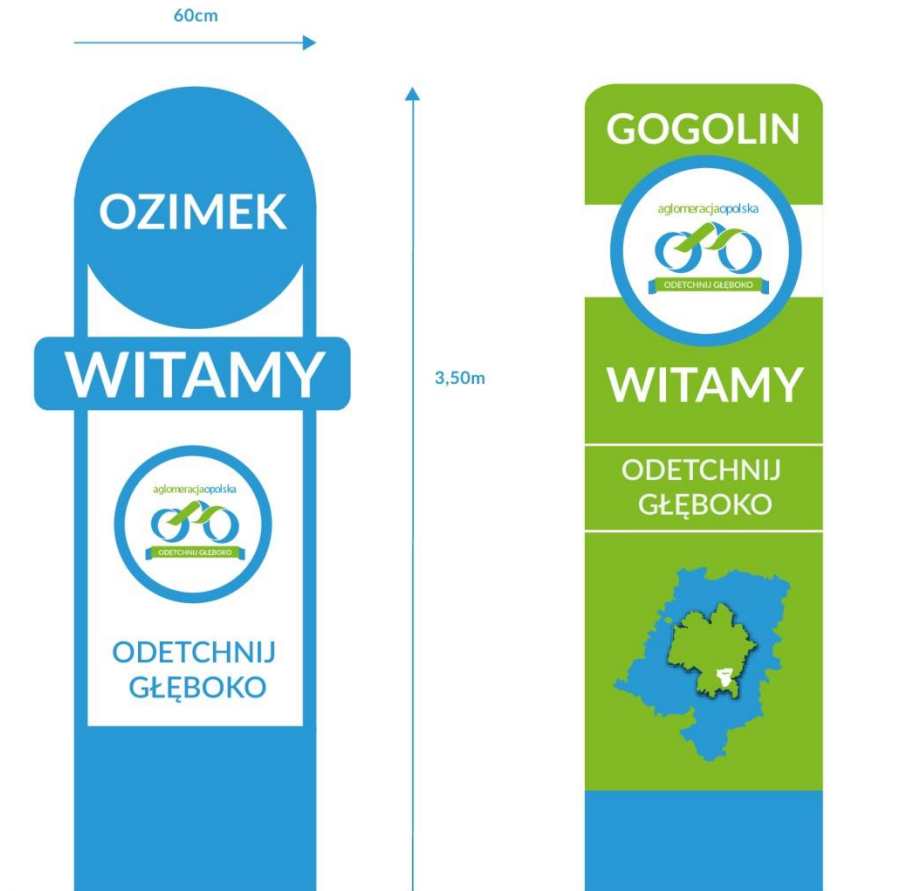 60cm
OZIMEK
WITAMY
aglomeracjaopolska
ODETCHNIJ GŁĘBOKO
ODETCHNIJ
GŁĘBOKO
3,50m
GOGOLIN
aglomeracjaopolska
ODETCHNIJ GŁĘBOKO
WITAMY
ODETCHNIJ
GŁĘBOKO